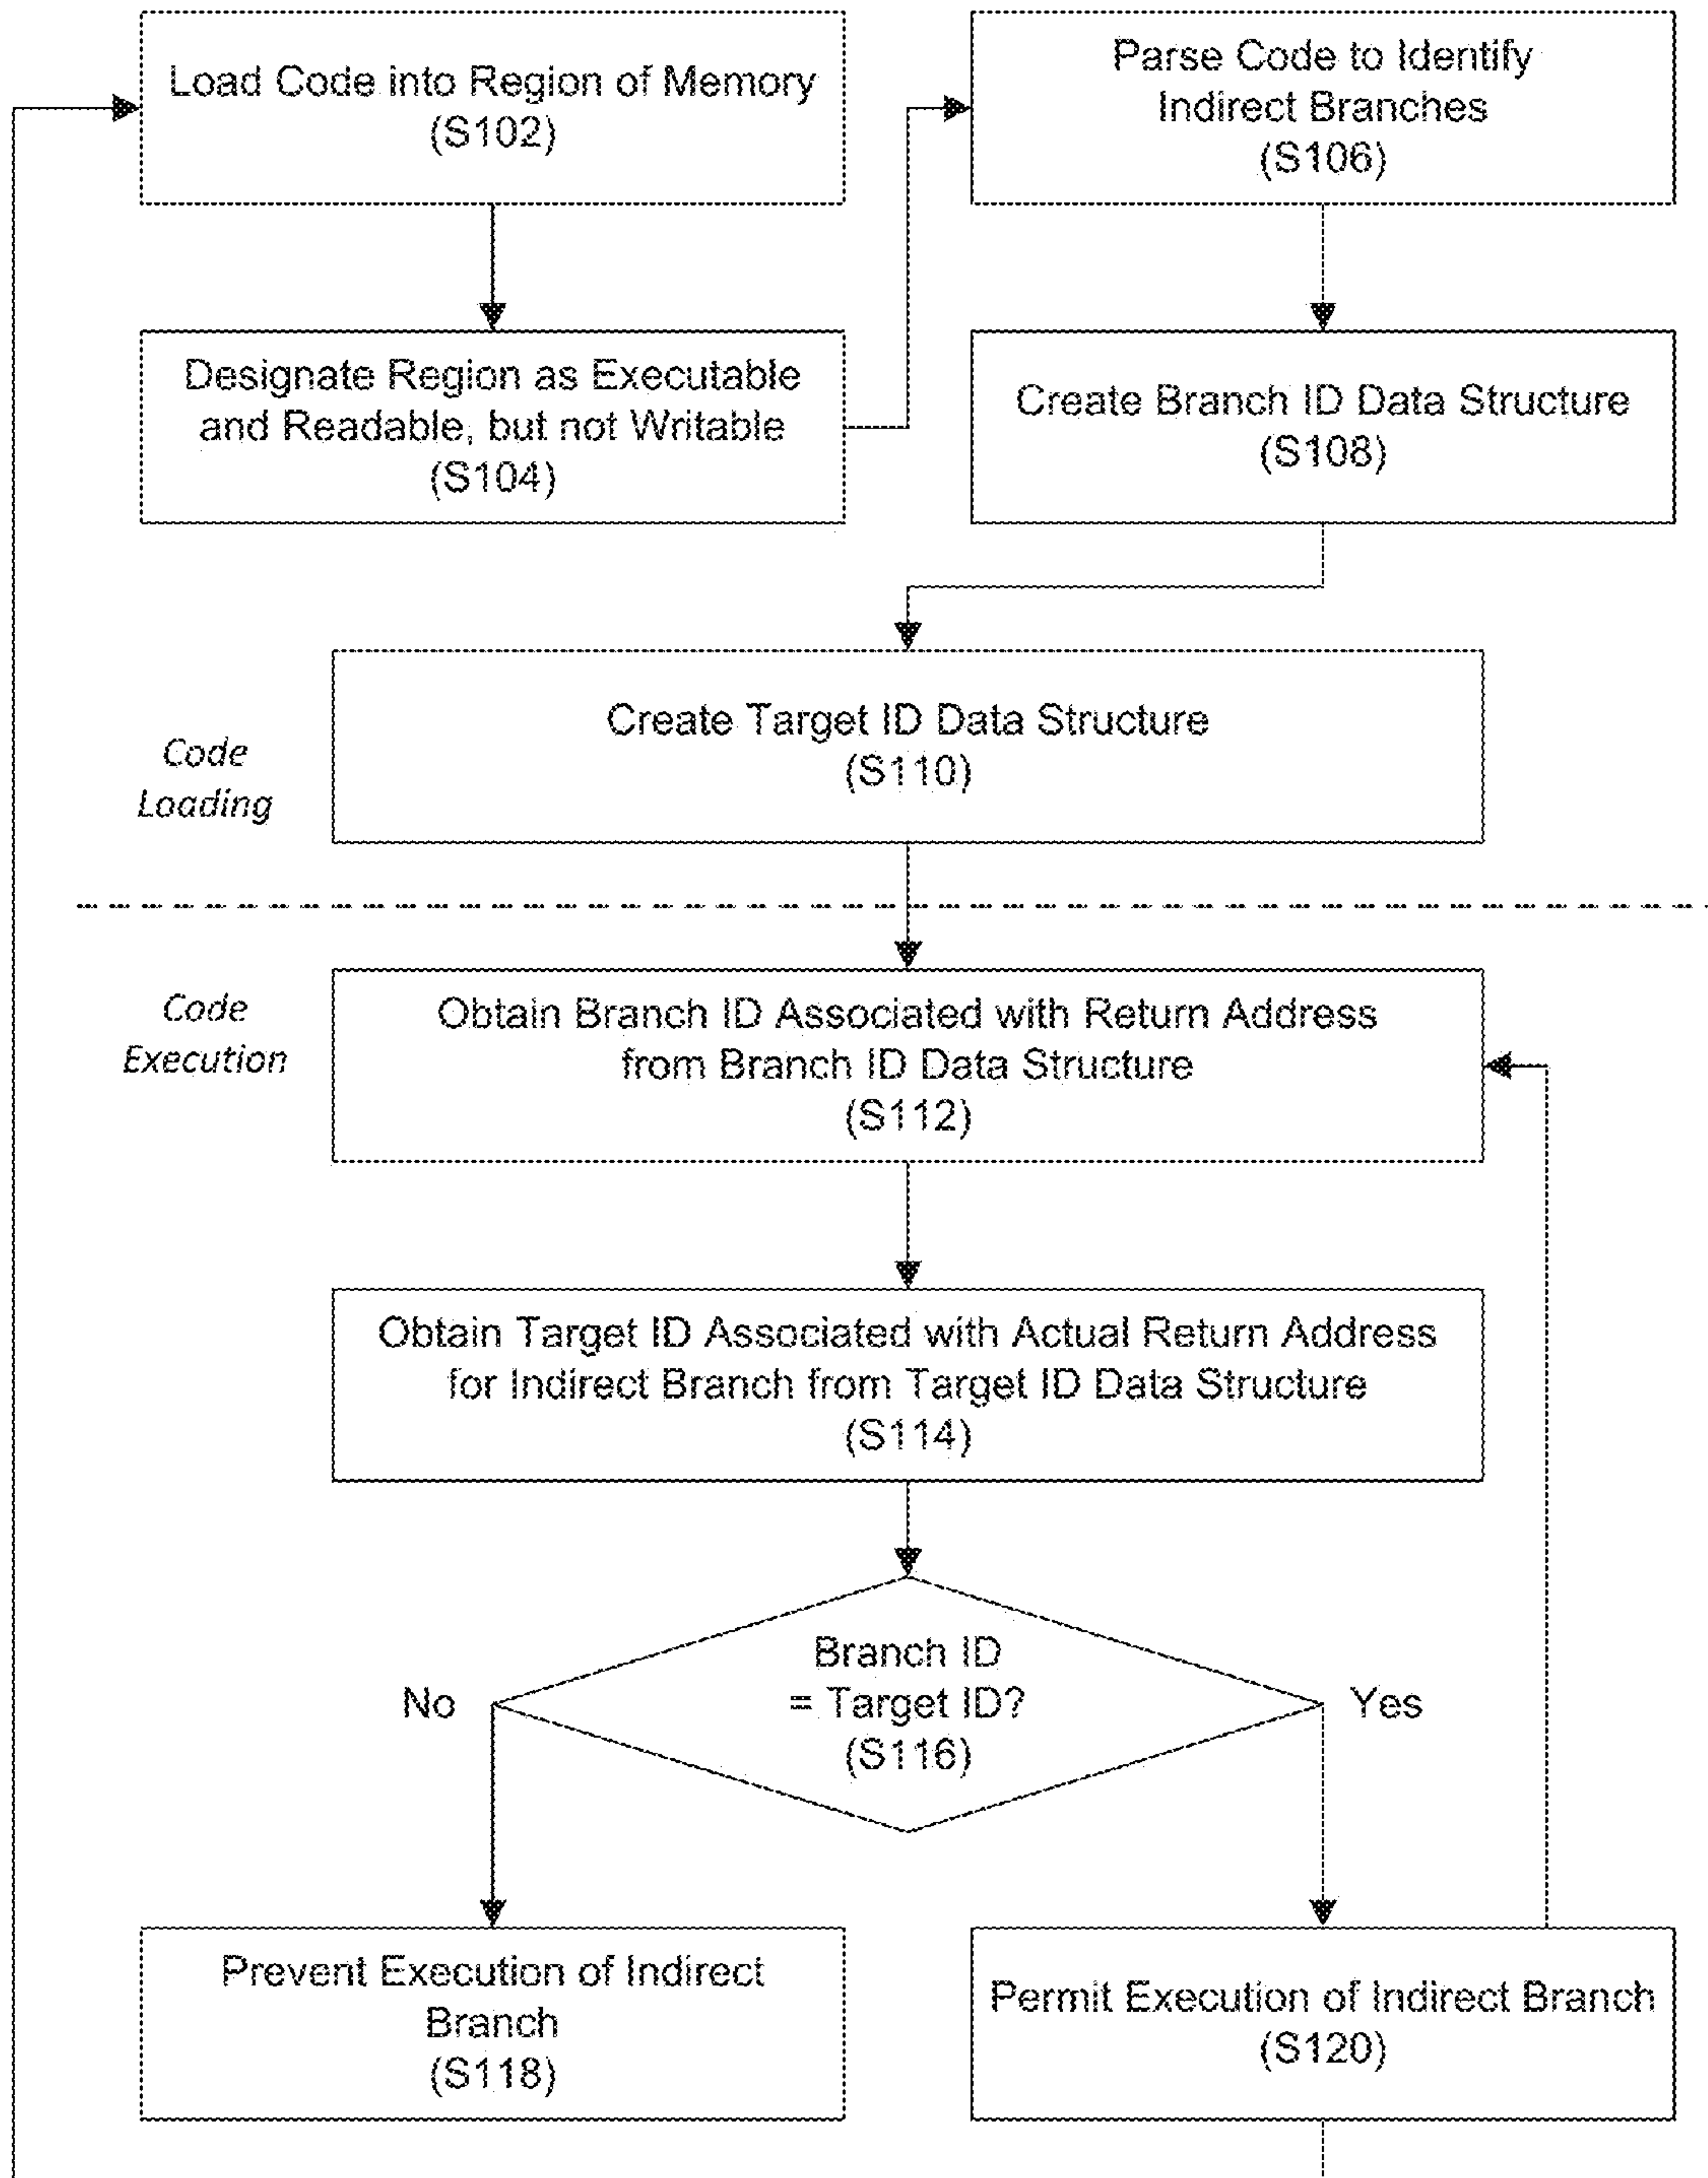 Load Code into Region of Memory
(S102)
Parse Code to Identify
Indirect Branches
(S106)
Designate Region as Executable
and Readable, but not Writable
(S104)
Create Branch ID Data Structure
(S108)
Create Target ID Data Structure
(S110)
Code
Loading
Code
Execution
Obtain Branch ID Associated with Return Address
from Branch ID Data Structure
(S112)
Obtain Target ID Associated with Actual Return Address
for Indirect Branch from Target ID Data Structure
(S114)
Branch ID
= Target ID?
(S116)
No
Yes
Prevent Execution of Indirect
Branch
(S118)
Permit Execution of Indirect Branch
(S120)